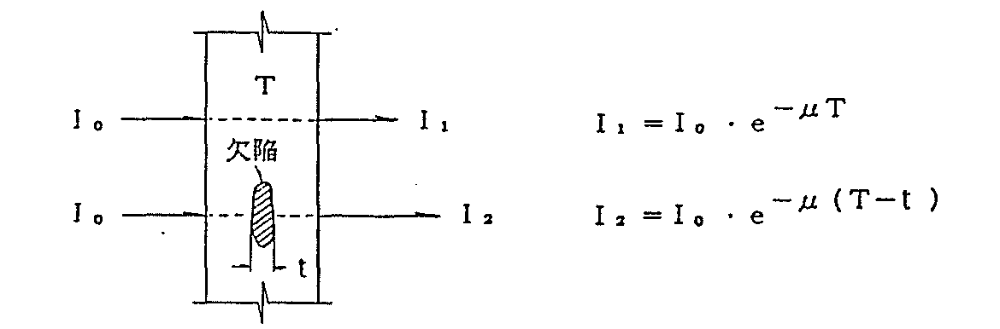 T
I₀ I₁ I₁ = I₀ · e^{-μT}
欠陥
I₀ I₂ I₂ = I₀ · e^{-μ(T-t)}
t